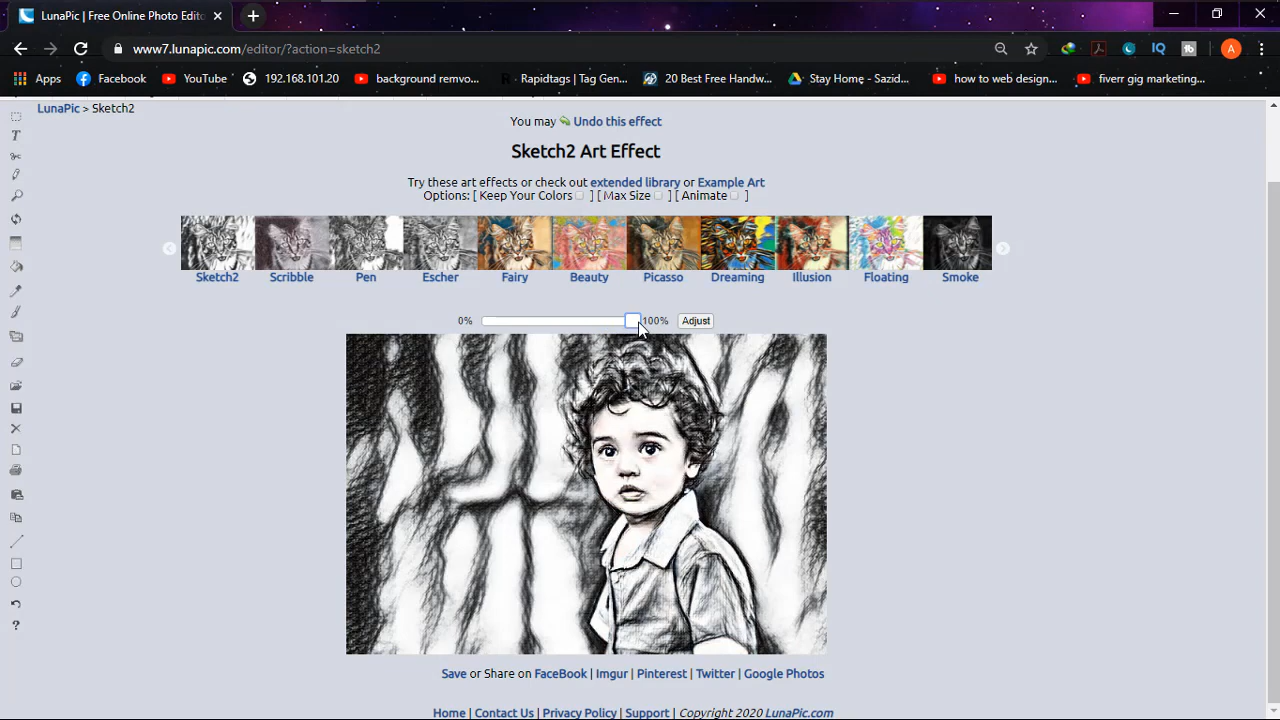 LunaPic | Free Online Photo Edito
www7.lunapic.com/editor/?action=sketch2
IQ
tb
A
Apps Facebook YouTube 192.168.101.20 background remvo... Rapidtags | Tag Gen... 20 Best Free Handw... Stay Home - Sazid... how to web design... fiverr gig marketing...
LunaPic > Sketch2
You may Undo this effect
Sketch2 Art Effect
Try these art effects or check out extended library or Example Art
Options: [ Keep Your Colors ] [ Max Size ] [ Animate ]
Sketch2 Scribble Pen Escher Fairy Beauty Picasso Dreaming Illusion Floating Smoke
0% 100% Adjust
Save or Share on FaceBook | Imgur | Pinterest | Twitter | Google Photos
Home | Contact Us | Privacy Policy | Support | Copyright 2020 LunaPic.com